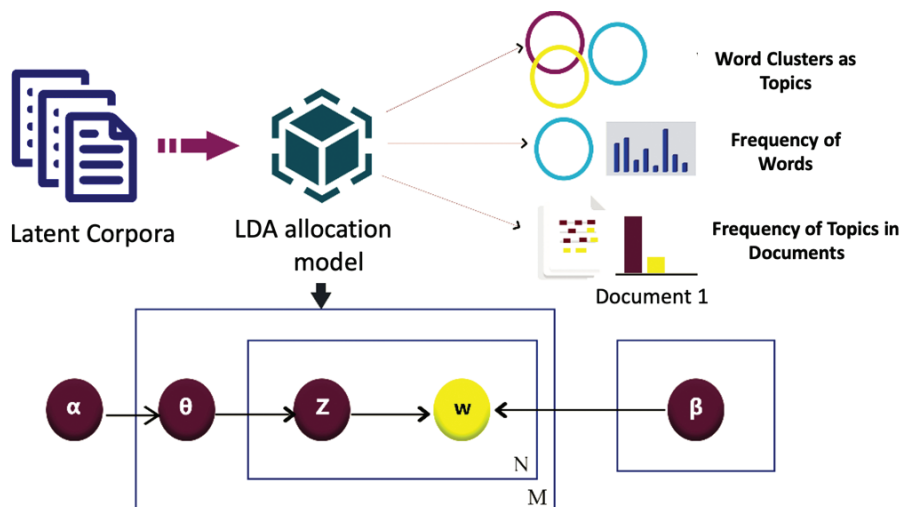 Word Clusters as
Topics
Frequency of
Words
Latent Corpora
LDA allocation
model
Frequency of Topics in
Documents
Document 1
α
θ
Z
w
β
N
M